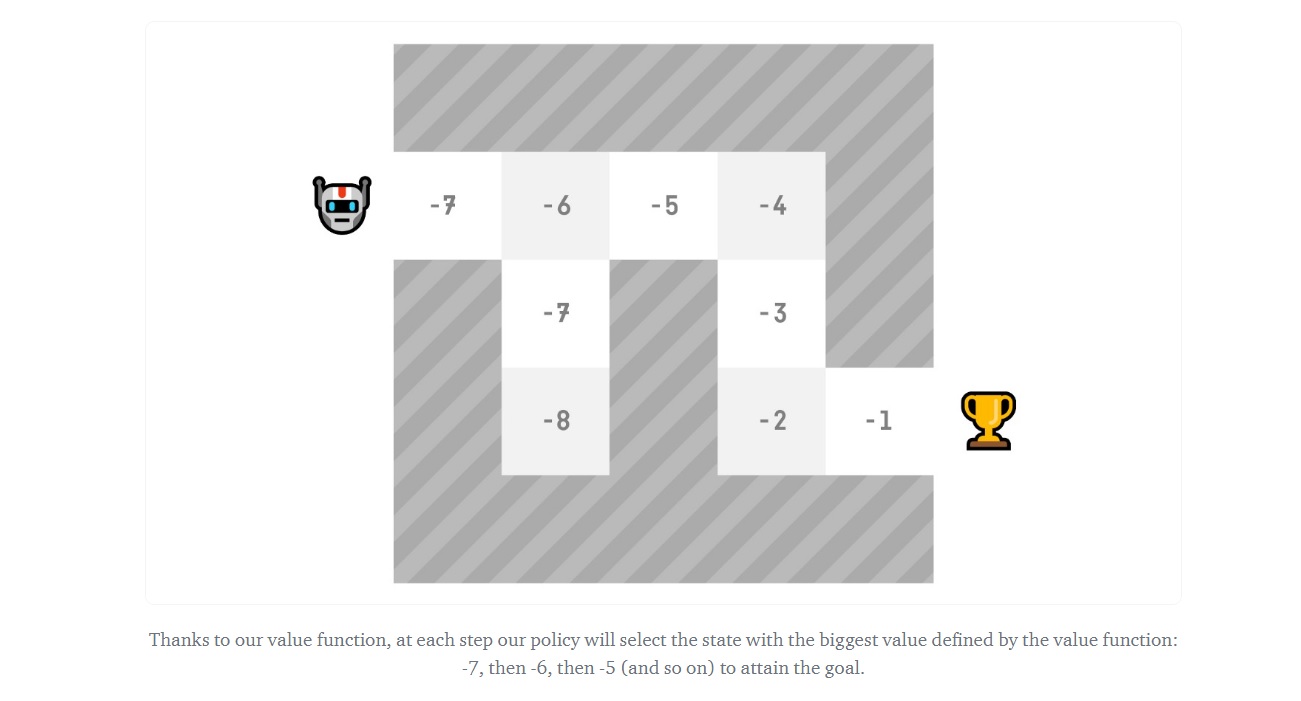 -7 -6 -5 -4
-7 -3
-8 -2 -1
Thanks to our value function, at each step our policy will select the state with the biggest value defined by the value function:
-7, then -6, then -5 (and so on) to attain the goal.